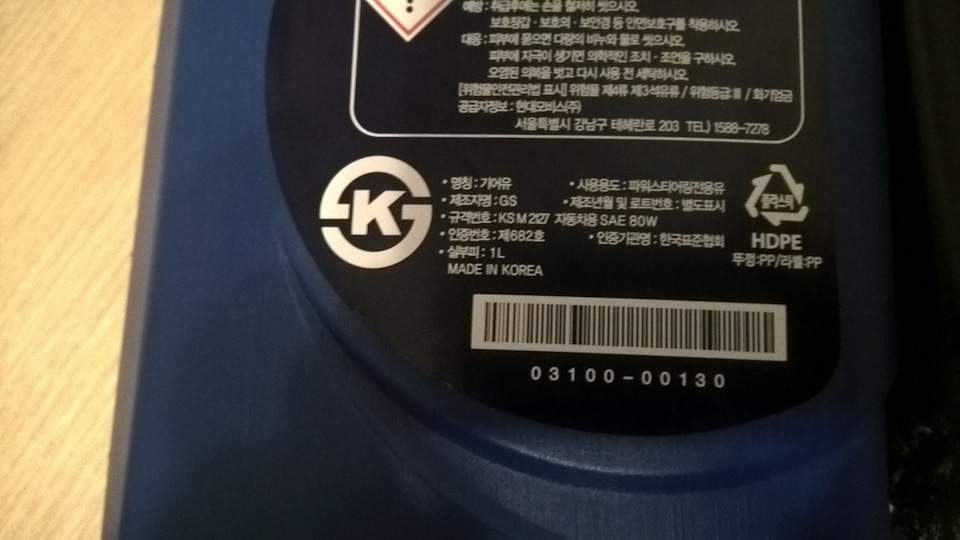 예방 : 취급후에는 손을 철저히 씻으시오.
보호장갑 · 보호의 · 보안경 등 안면보호구를 착용하시오.
대응 : 피부에 묻으면 다량의 비누와 물로 씻으시오.
피부에 자극이 생기면 의학적인 조치 · 조언을 구하시오.
오염된 의복을 벗고 다시 사용 전 세탁하시오.
[위험물안전관리법 표시] 위험물 제4류 제3석유류 / 위험등급:Ⅲ / 화기엄금
공급자정보 : 현대모비스(주)
서울특별시 강남구 테헤란로 203 TEL) 1588-7278
K
• 명칭 : 기어유 • 사용용도 : 파워스티어링전용유
• 제조자명 : GS • 제조년월 및 로트번호 : 별도표시
• 규격번호 : KS M 2127 자동차용 SAE 80W
• 인증번호 : 제682호 • 인증기관명 : 한국표준협회
• 실부피 : 1 L
MADE IN KOREA
플라스틱
HDPE
뚜껑:PP/라벨:PP
03100-00130